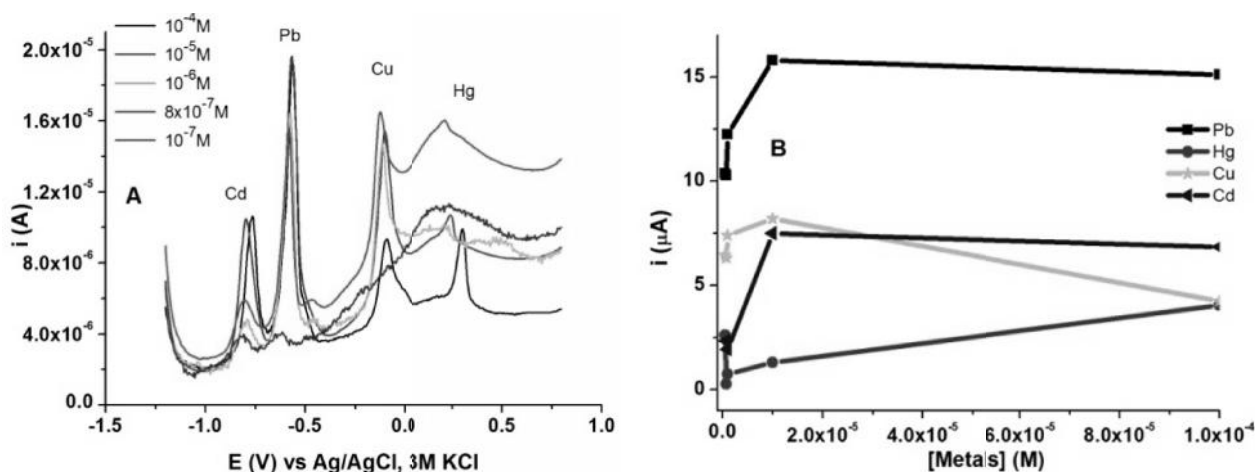 10⁻⁴M
10⁻⁵M
10⁻⁶M
8x10⁻⁷M
10⁻⁷M
A
Cd
Pb
Cu
Hg
2.0x10⁻⁵
1.6x10⁻⁵
1.2x10⁻⁵
8.0x10⁻⁶
4.0x10⁻⁶
0.0
i (A)
-1.5 -1.0 -0.5 0.0 0.5 1.0
E (V) vs Ag/AgCl, 3M KCl
B
Pb
Hg
Cu
Cd
15
10
5
0
i (μA)
0.0 2.0x10⁻⁵ 4.0x10⁻⁵ 6.0x10⁻⁵ 8.0x10⁻⁵ 1.0x10⁻⁴
[Metals] (M)